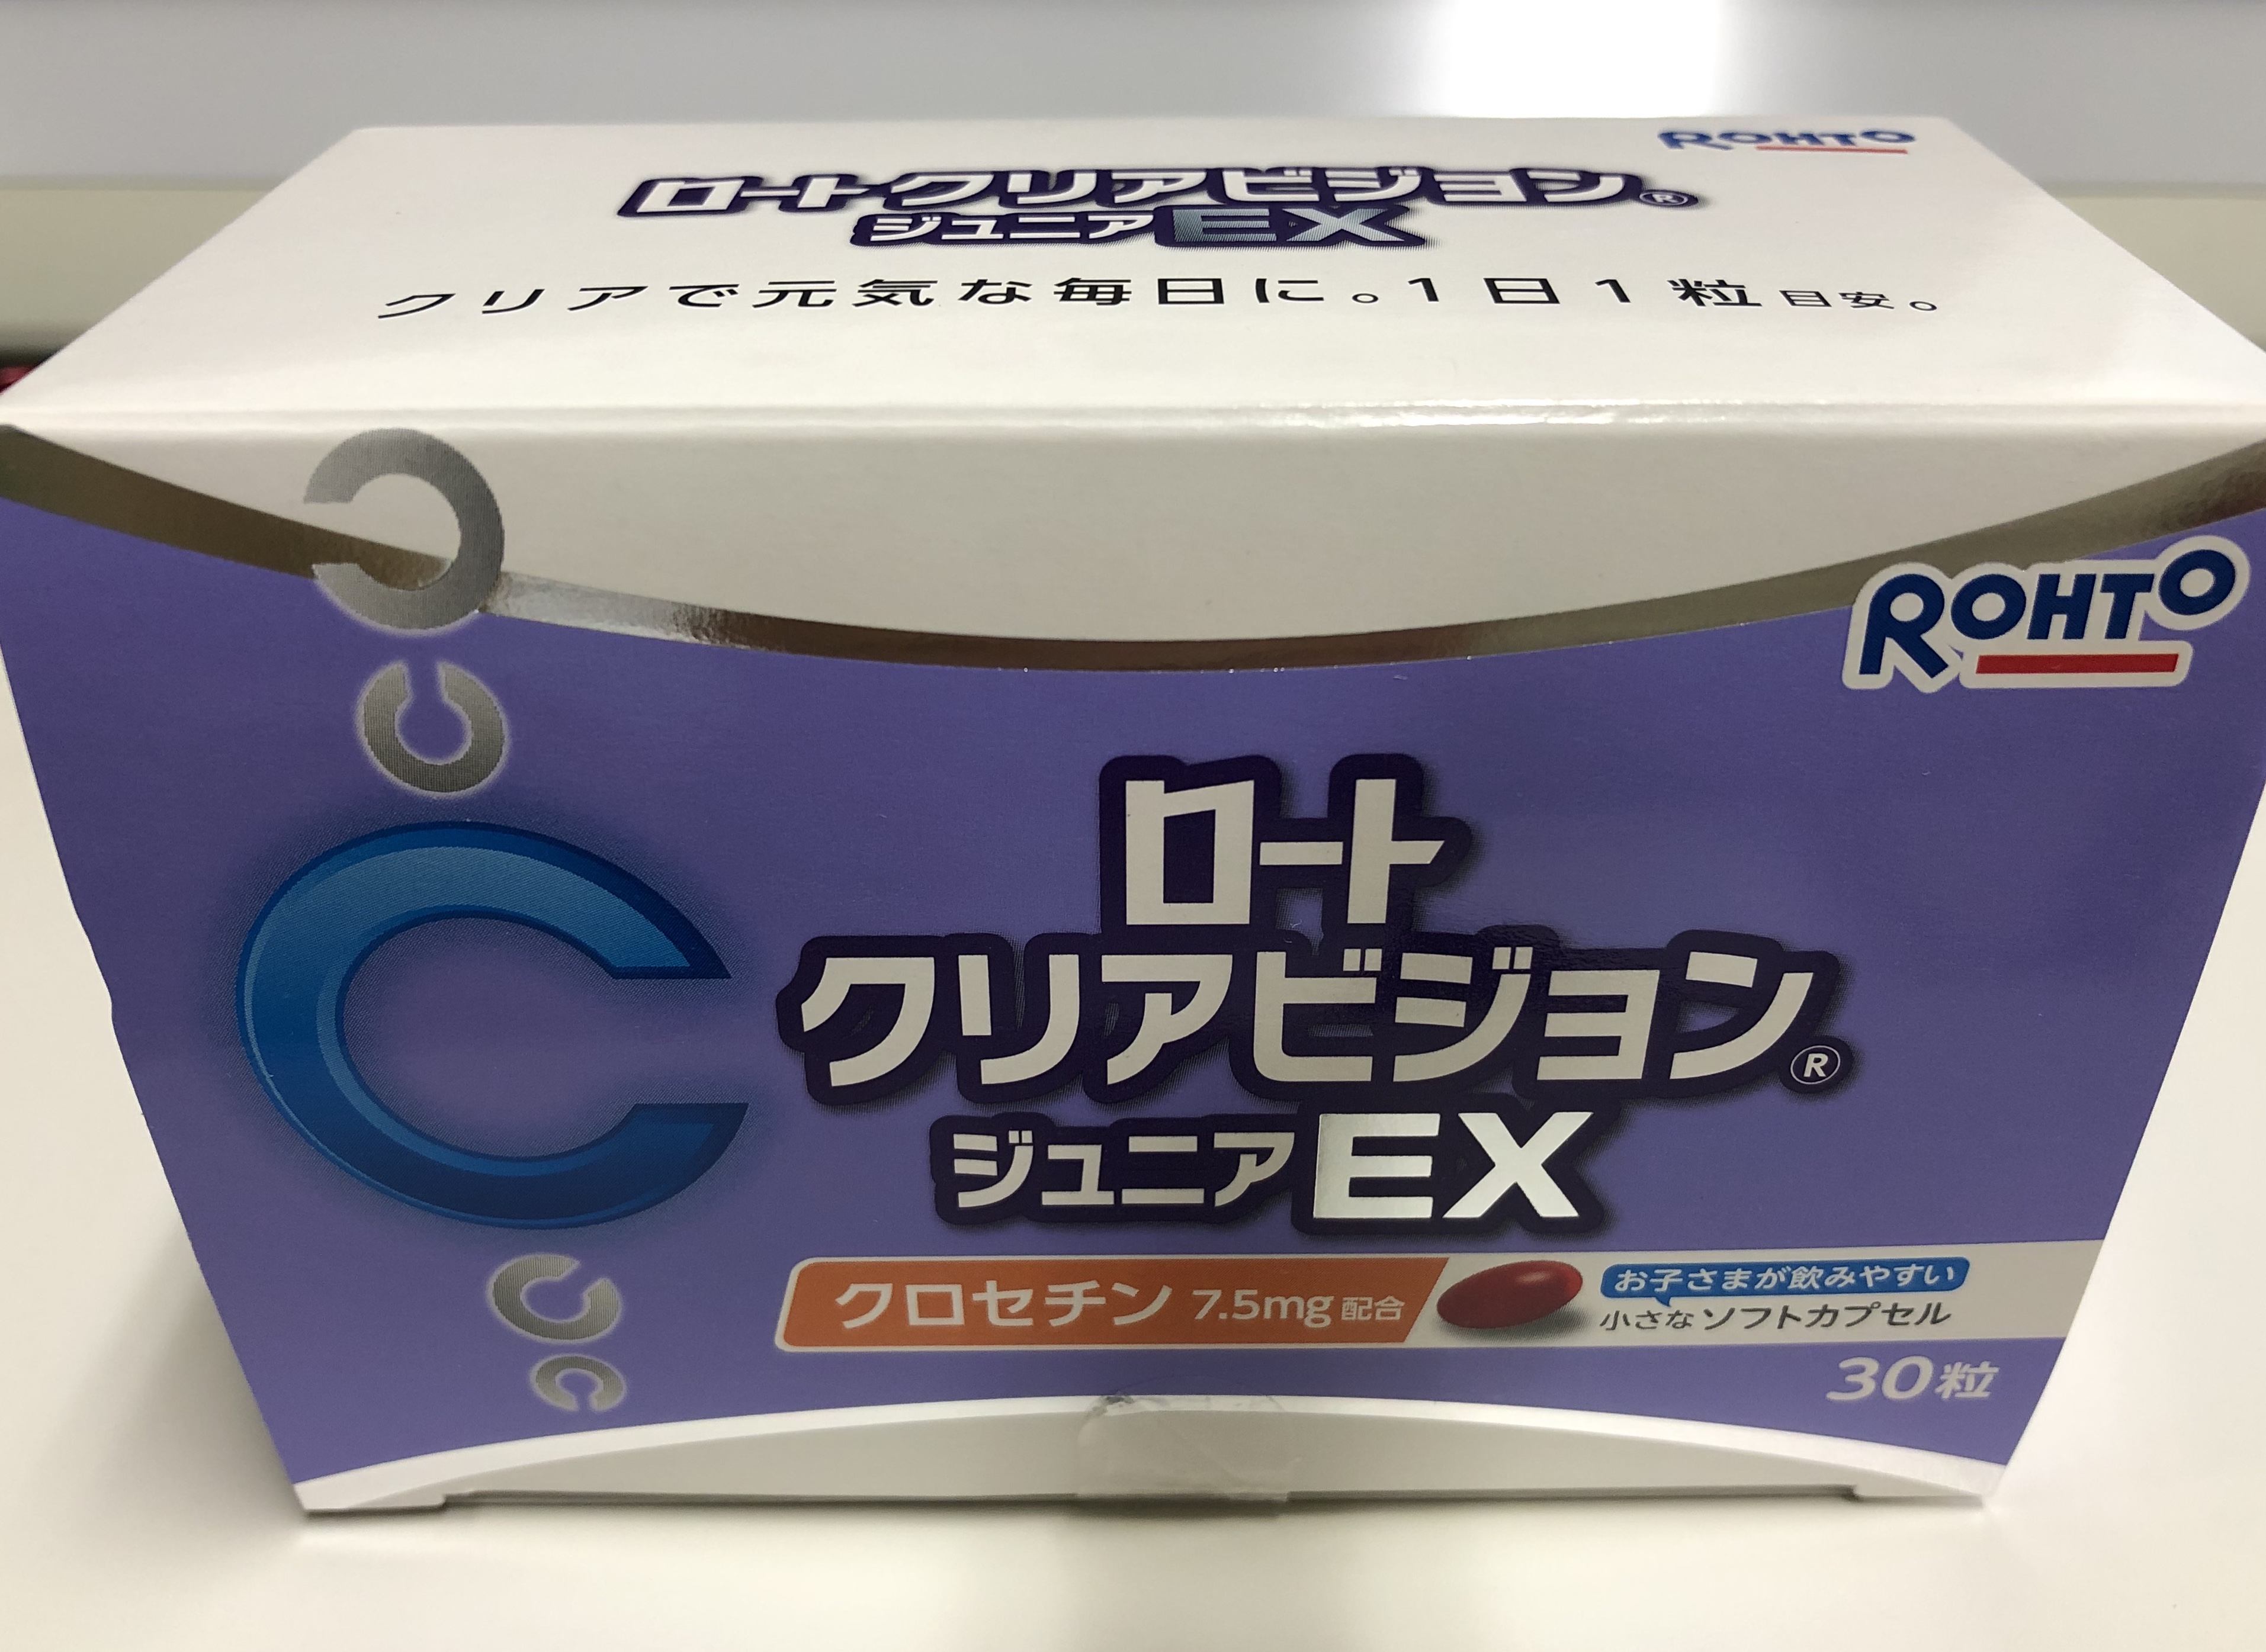 ROHTO
ロートクリアビジョン®
ジュニアEX
クリアで元気な毎日に。1日1粒目安。
ROHTO
ロート
クリアビジョン®
ジュニアEX
クロセチン 7.5mg配合
お子さまが飲みやすい
小さなソフトカプセル
30粒